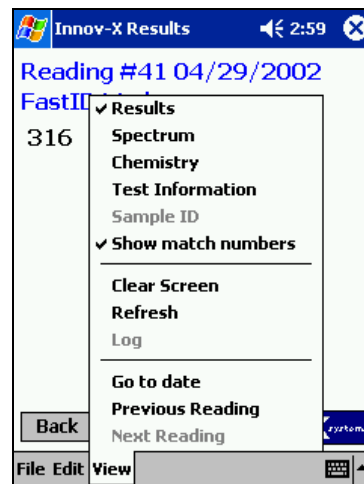 Innov-X Results 2:59
Reading #41 04/29/2002
FastID
316
Results
Spectrum
Chemistry
Test Information
Sample ID
Show match numbers
Clear Screen
Refresh
Log
Go to date
Previous Reading
Next Reading
Back
systems
File Edit View